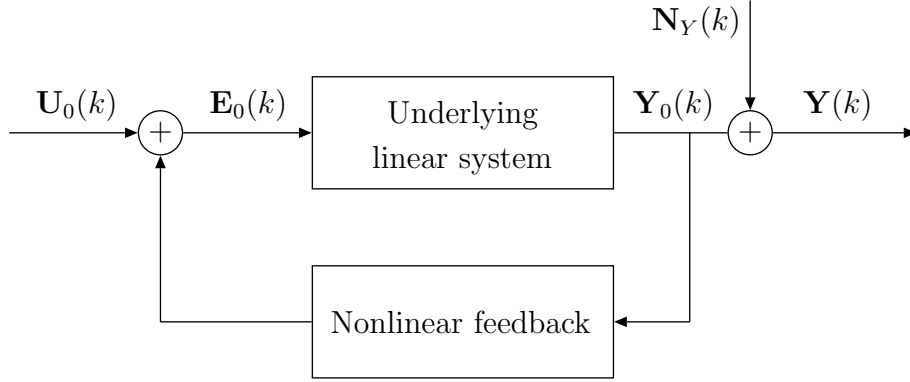 N_Y(k)
U_0(k)
E_0(k)
Y_0(k)
Y(k)
+
Underlying
linear system
+
Nonlinear feedback